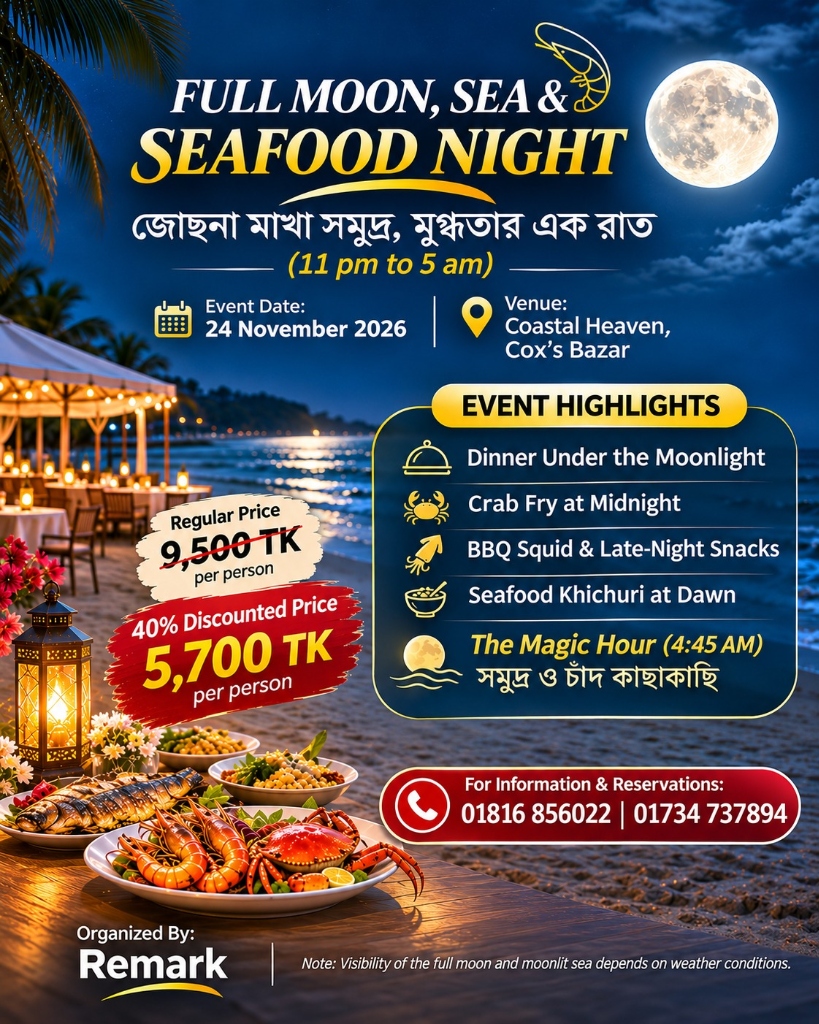 FULL MOON, SEA &
SEAFOOD NIGHT
জোছনা মাখা সমুদ্র, মুগ্ধতার এক রাত
(11 pm to 5 am)
Event Date:
24 November 2026
Venue:
Coastal Heaven,
Cox's Bazar
EVENT HIGHLIGHTS
Dinner Under the Moonlight
Crab Fry at Midnight
BBQ Squid & Late-Night Snacks
Seafood Khichuri at Dawn
The Magic Hour (4:45 AM)
সমুদ্র ও চাঁদ কাছাকাছি
Regular Price
9,500 TK
per person
40% Discounted Price
5,700 TK
per person
For Information & Reservations:
01816 856022 | 01734 737894
Organized By:
Remark
Note: Visibility of the full moon and moonlit sea depends on weather conditions.